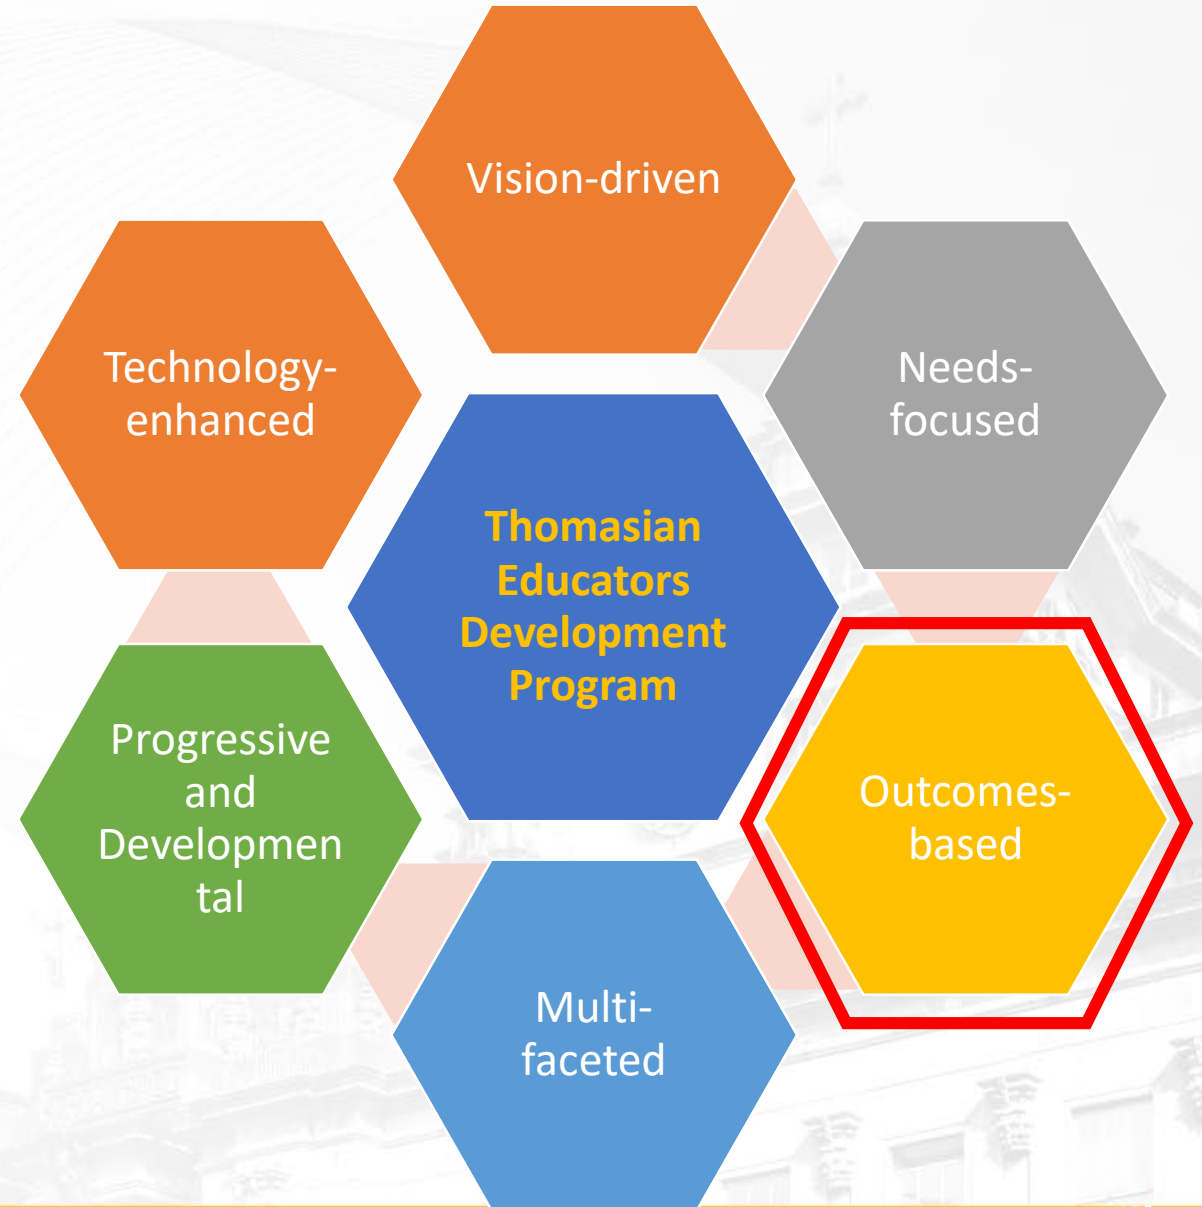 Vision-driven
Technology-
enhanced
Needs-
focused
Thomasian
Educators
Development
Program
Progressive
and
Developmen
tal
Outcomes-
based
Multi-
faceted